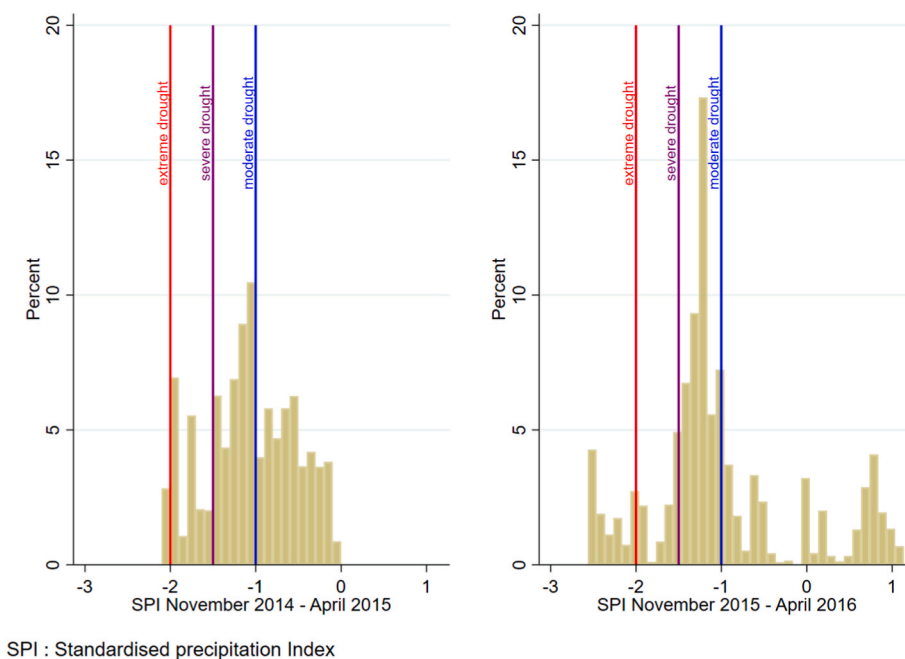 20
15
10
5
0
Percent
extreme drought
severe drought
moderate drought
-3 -2 -1 0 1
SPI November 2014 - April 2015
20
15
10
5
0
Percent
extreme drought
severe drought
moderate drought
-3 -2 -1 0 1
SPI November 2015 - April 2016
SPI : Standardised precipitation Index